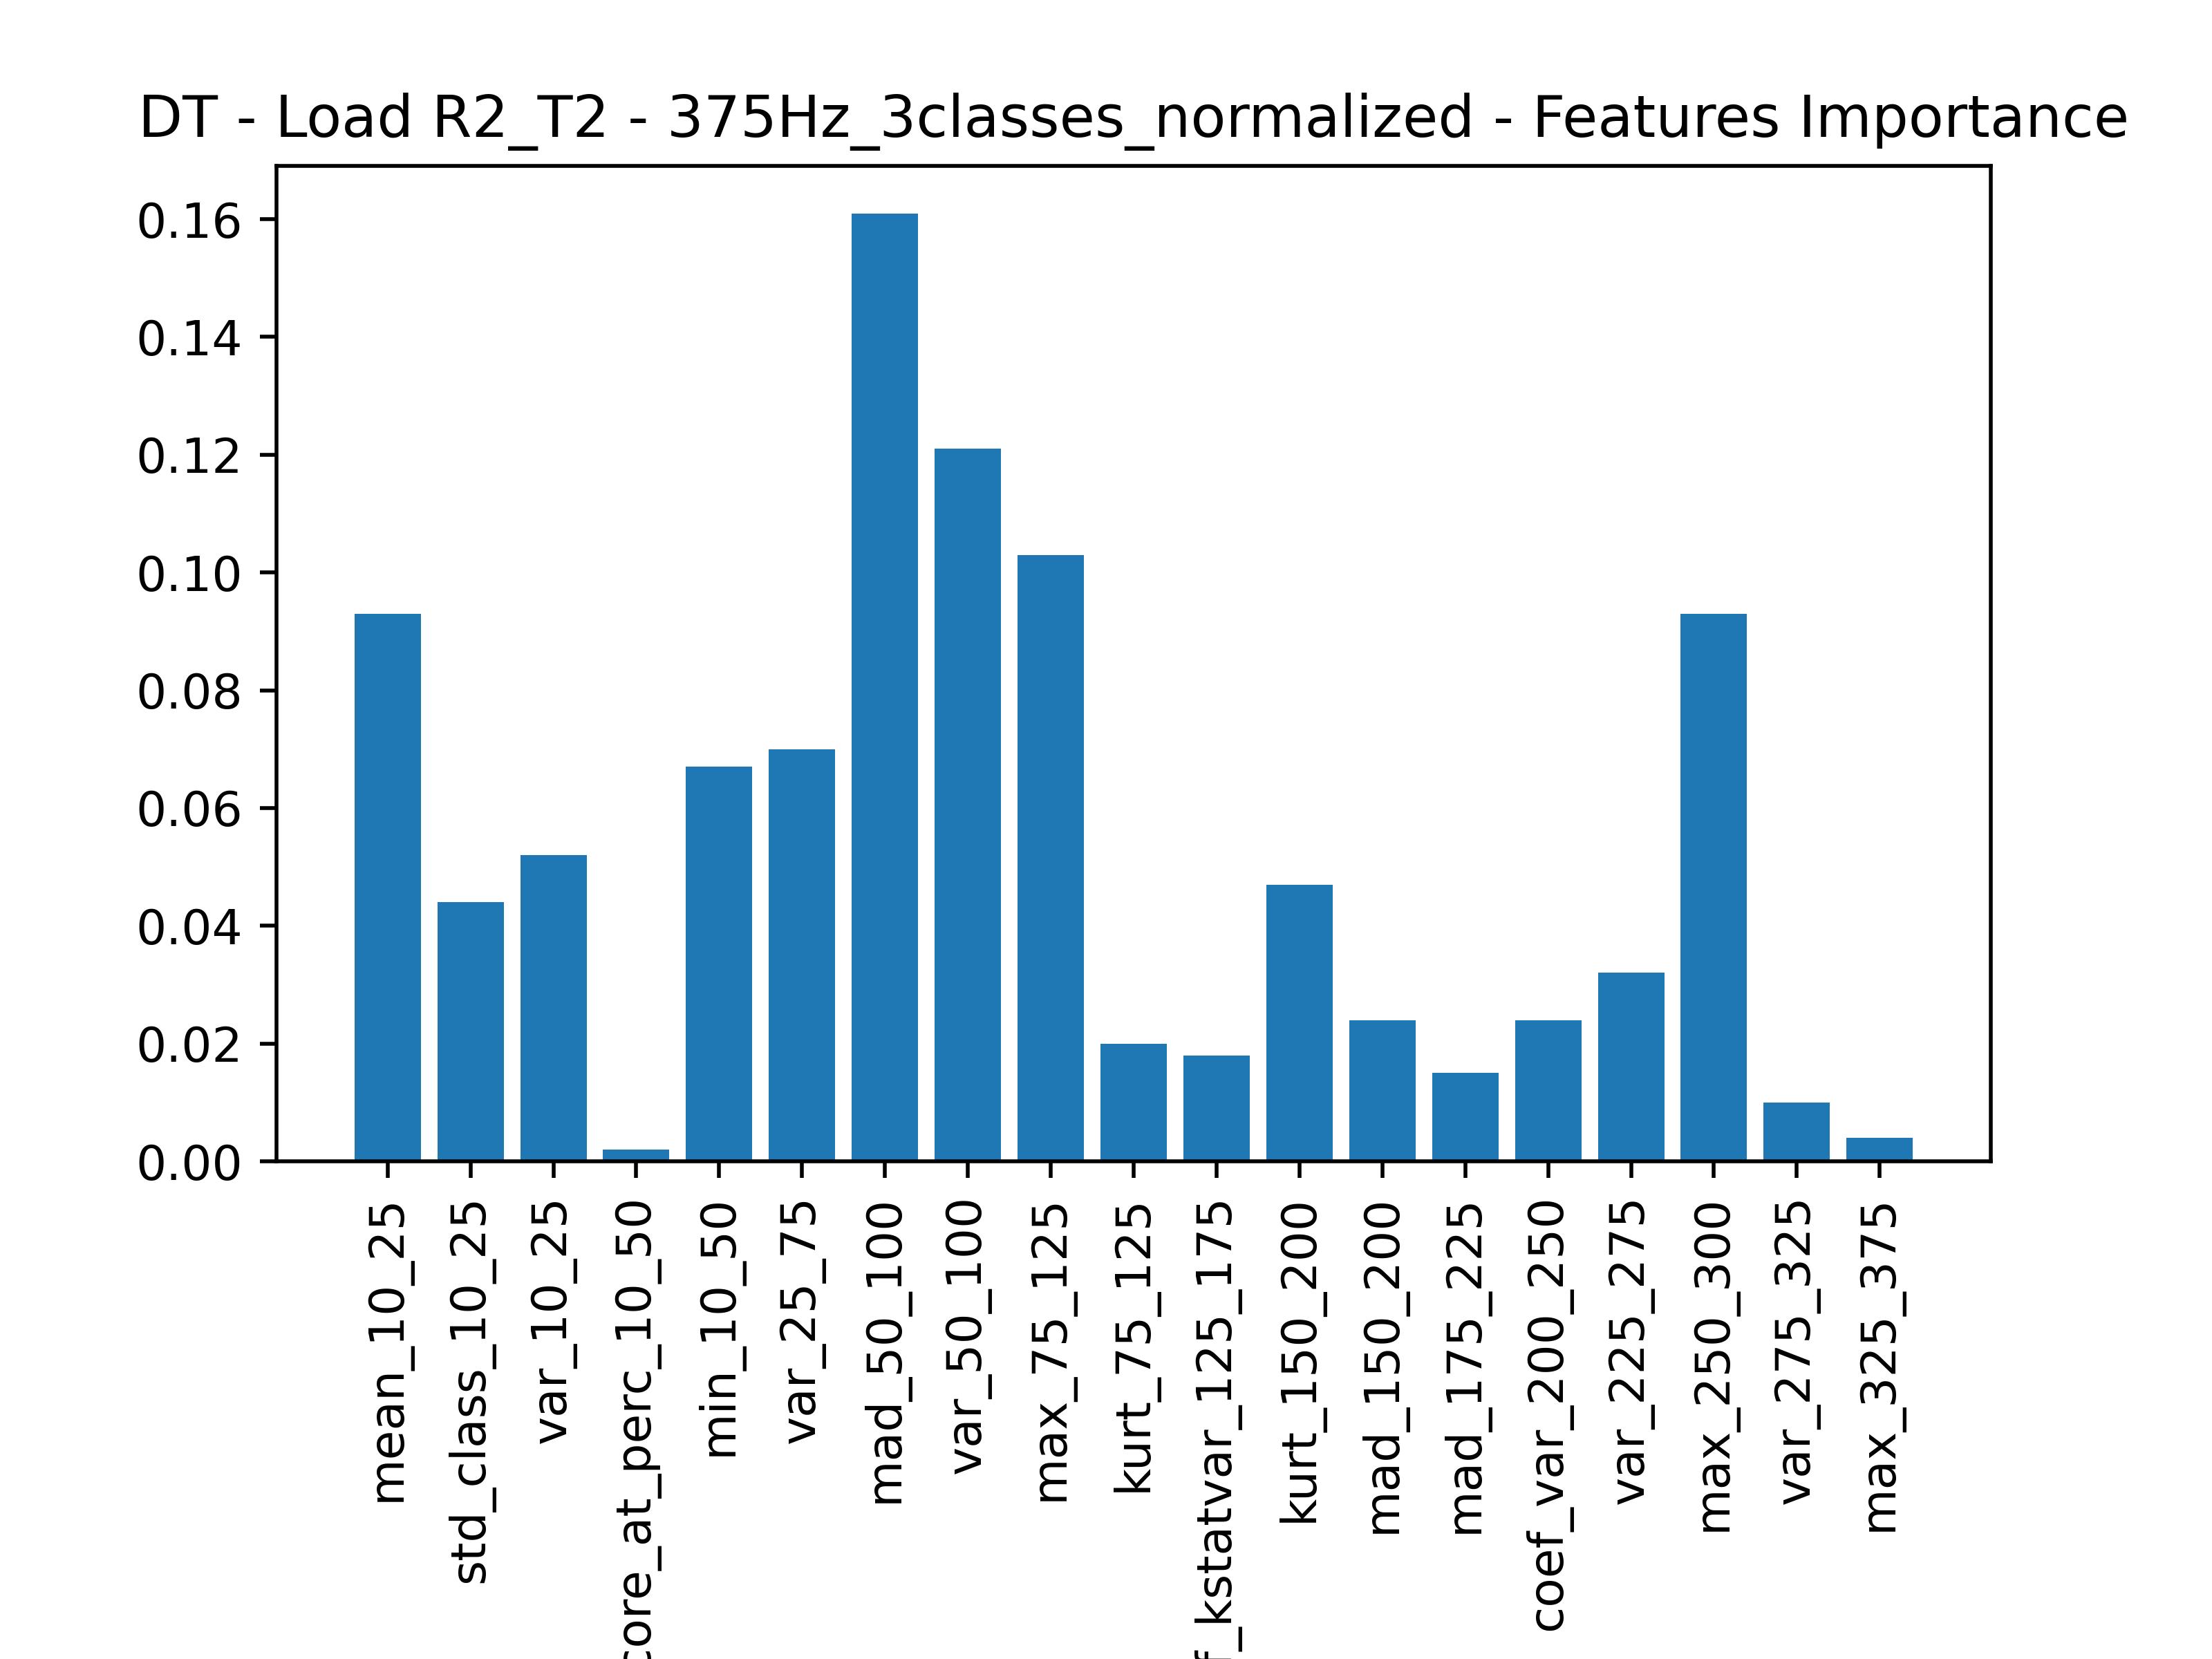 DT - Load R2_T2 - 375Hz_3classes_normalized - Features Importance
0.16
0.14
0.12
0.10
0.08
0.06
0.04
0.02
0.00
mean_10_25
std_class_10_25
var_10_25
core_at_perc_10_50
min_10_50
var_25_75
mad_50_100
var_50_100
max_75_125
kurt_75_125
f_kstatvar_125_175
kurt_150_200
mad_150_200
mad_175_225
coef_var_200_250
var_225_275
max_250_300
var_275_325
max_325_375